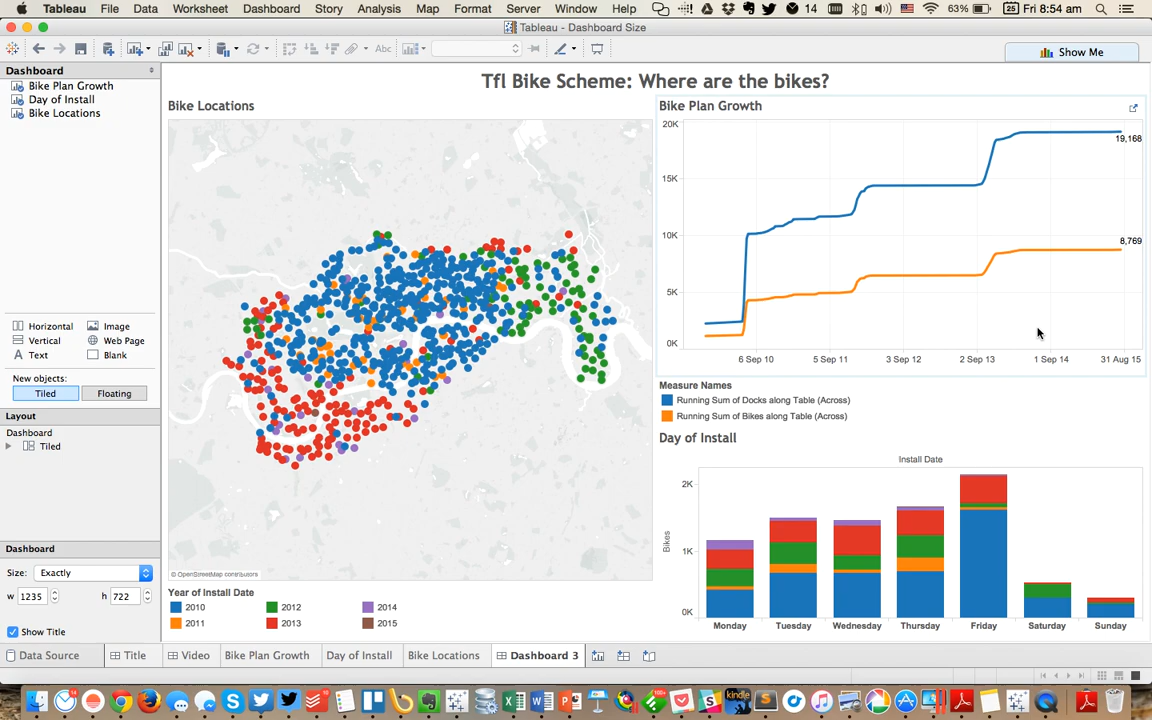 Tableau File Data Worksheet Dashboard Story Analysis Map Format Server Window Help 14 63% 25 Fri 8:54 am
Tableau - Dashboard Size
Abc
Show Me
Dashboard
Bike Plan Growth
Day of Install
Bike Locations
Horizontal Image
Vertical Web Page
A Text Blank
New objects:
Tiled Floating
Layout
Dashboard
Tiled
Dashboard
Size: Exactly
w 1235 h 722
Show Title
Tfl Bike Scheme: Where are the bikes?
Bike Locations
© OpenStreetMap contributors
Year of Install Date
2010 2012 2014
2011 2013 2015
Bike Plan Growth
20K
19,168
15K
10K
8,769
5K
0K
6 Sep 10 5 Sep 11 3 Sep 12 2 Sep 13 1 Sep 14 31 Aug 15
Measure Names
Running Sum of Docks along Table (Across)
Running Sum of Bikes along Table (Across)
Day of Install
Install Date
2K
Bikes
1K
0K
Monday Tuesday Wednesday Thursday Friday Saturday Sunday
Data Source Title Video Bike Plan Growth Day of Install Bike Locations Dashboard 3